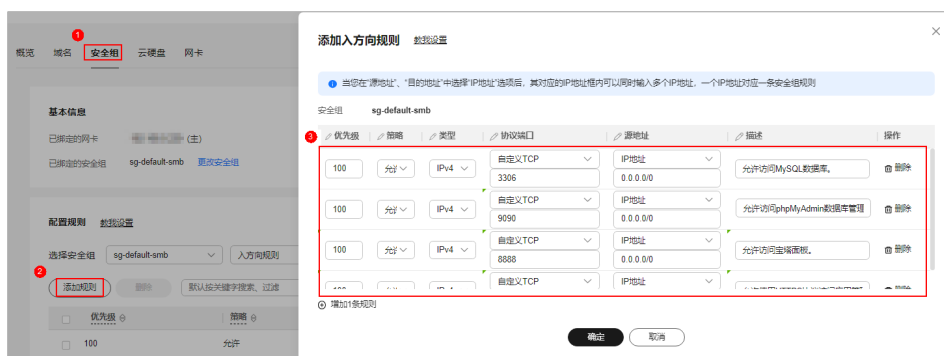 1
概览 域名 安全组 云硬盘 网卡
基本信息
已绑定的网卡 (主)
已绑定的安全组 sg-default-smb 更改安全组
配置规则 教我设置
选择安全组 sg-default-smb 入方向规则
2
添加规则 删除 默认按关键字搜索、过滤
优先级 策略
100 允许
添加入方向规则 教我设置
当您在“源地址”、“目的地址”中选择“IP地址”选项后，其对应的IP地址框内可以同时输入多个IP地址，一个IP地址对应一条安全组规则
安全组 sg-default-smb
3
优先级 策略 类型 协议端口 源地址 描述 操作
自定义TCP IP地址
100 IPv4 允许访问MySQL数据库。 删除
3306 0.0.0.0/0
自定义TCP IP地址
100 IPv4 允许访问phpMyAdmin数据库管理 删除
9090 0.0.0.0/0
自定义TCP IP地址
100 IPv4 允许访问宝塔面板。 删除
8888 0.0.0.0/0
自定义TCP IP地址
增加1条规则
确定 取消